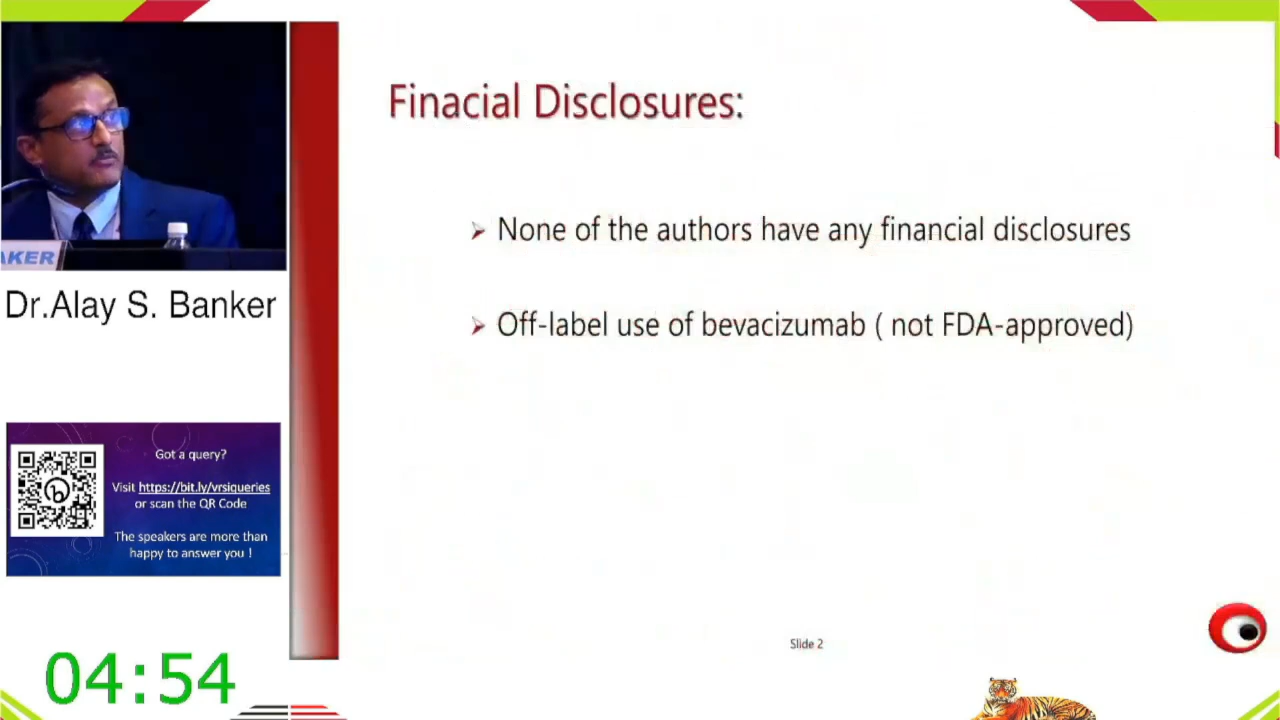 Finacial Disclosures:
None of the authors have any financial disclosures
Off-label use of bevacizumab ( not FDA-approved)
Slide 2
AKER
Dr.Alay S. Banker
Got a query?
Visit https://bit.ly/vrsiqueries
or scan the QR Code
The speakers are more than
happy to answer you !
04:54